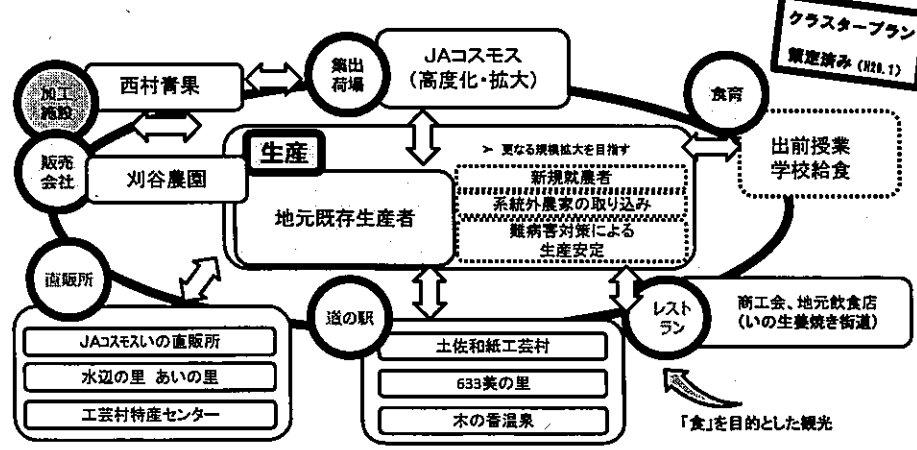 クラスタープラン
策定済み (H29.1)
加工
施設
西村青果
集出
荷場
JAコスモス
(高度化・拡大)
食育
出前授業
学校給食
販売
会社
刈谷農園
生産
➢ 更なる規模拡大を目指す
地元既存生産者
新規就農者
系統外農家の取り込み
難病害対策による
生産安定
直販所
JAコスモスいの直販所
水辺の里 あいの里
工芸村特産センター
道の駅
土佐和紙工芸村
633美の里
木の香温泉
レスト
ラン
商工会、地元飲食店
(いの生姜焼き街道)
「食」を目的とした観光